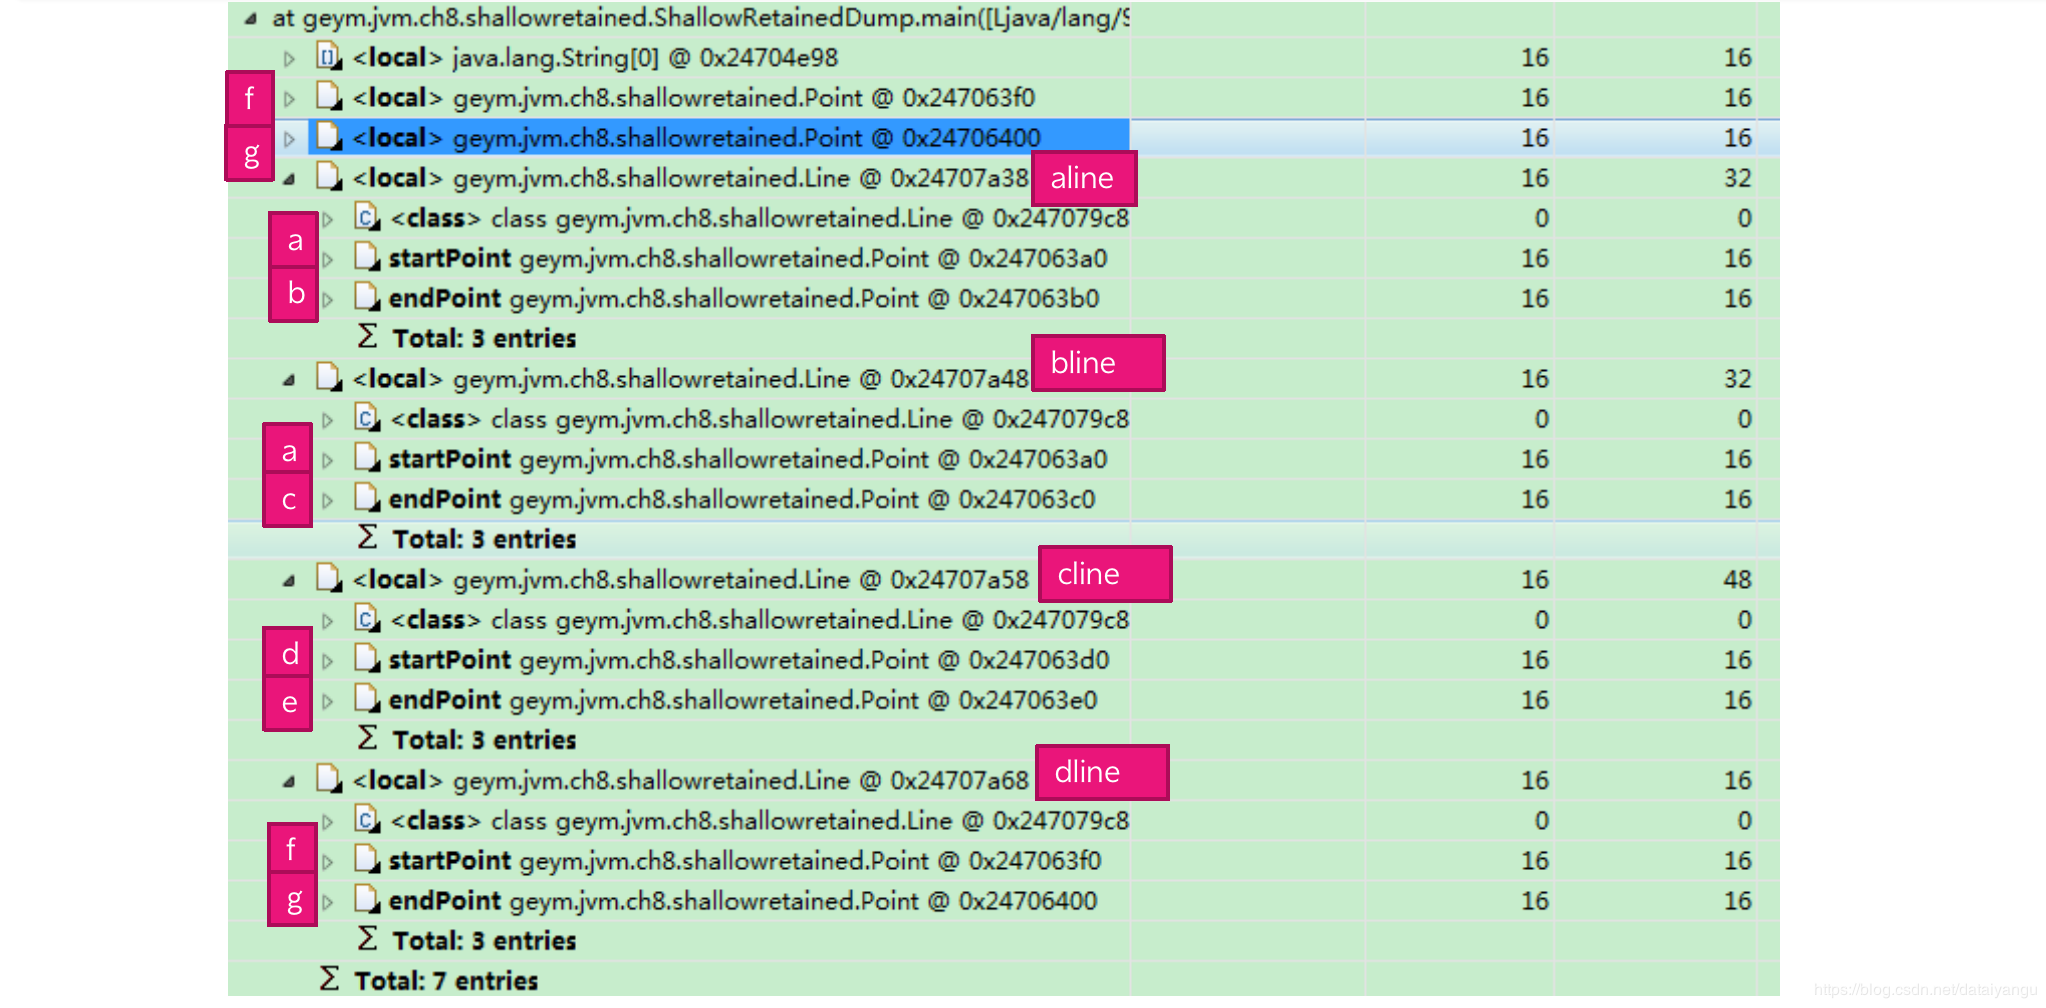 at geym.jvm.ch8.shallowretained.ShallowRetainedDump.main([Ljava/lang/S
<local> java.lang.String[0] @ 0x24704e98 16 16
f <local> geym.jvm.ch8.shallowretained.Point @ 0x247063f0 16 16
g <local> geym.jvm.ch8.shallowretained.Point @ 0x24706400 16 16
<local> geym.jvm.ch8.shallowretained.Line @ 0x24707a38 aline 16 32
<class> class geym.jvm.ch8.shallowretained.Line @ 0x247079c8 0 0
a startPoint geym.jvm.ch8.shallowretained.Point @ 0x247063a0 16 16
b endPoint geym.jvm.ch8.shallowretained.Point @ 0x247063b0 16 16
Σ Total: 3 entries
<local> geym.jvm.ch8.shallowretained.Line @ 0x24707a48 bline 16 32
<class> class geym.jvm.ch8.shallowretained.Line @ 0x247079c8 0 0
a startPoint geym.jvm.ch8.shallowretained.Point @ 0x247063a0 16 16
c endPoint geym.jvm.ch8.shallowretained.Point @ 0x247063c0 16 16
Σ Total: 3 entries
<local> geym.jvm.ch8.shallowretained.Line @ 0x24707a58 cline 16 48
<class> class geym.jvm.ch8.shallowretained.Line @ 0x247079c8 0 0
d startPoint geym.jvm.ch8.shallowretained.Point @ 0x247063d0 16 16
e endPoint geym.jvm.ch8.shallowretained.Point @ 0x247063e0 16 16
Σ Total: 3 entries
<local> geym.jvm.ch8.shallowretained.Line @ 0x24707a68 dline 16 16
<class> class geym.jvm.ch8.shallowretained.Line @ 0x247079c8 0 0
f startPoint geym.jvm.ch8.shallowretained.Point @ 0x247063f0 16 16
g endPoint geym.jvm.ch8.shallowretained.Point @ 0x24706400 16 16
Σ Total: 3 entries
Σ Total: 7 entries
https://blog.csdn.net/dataiyangu